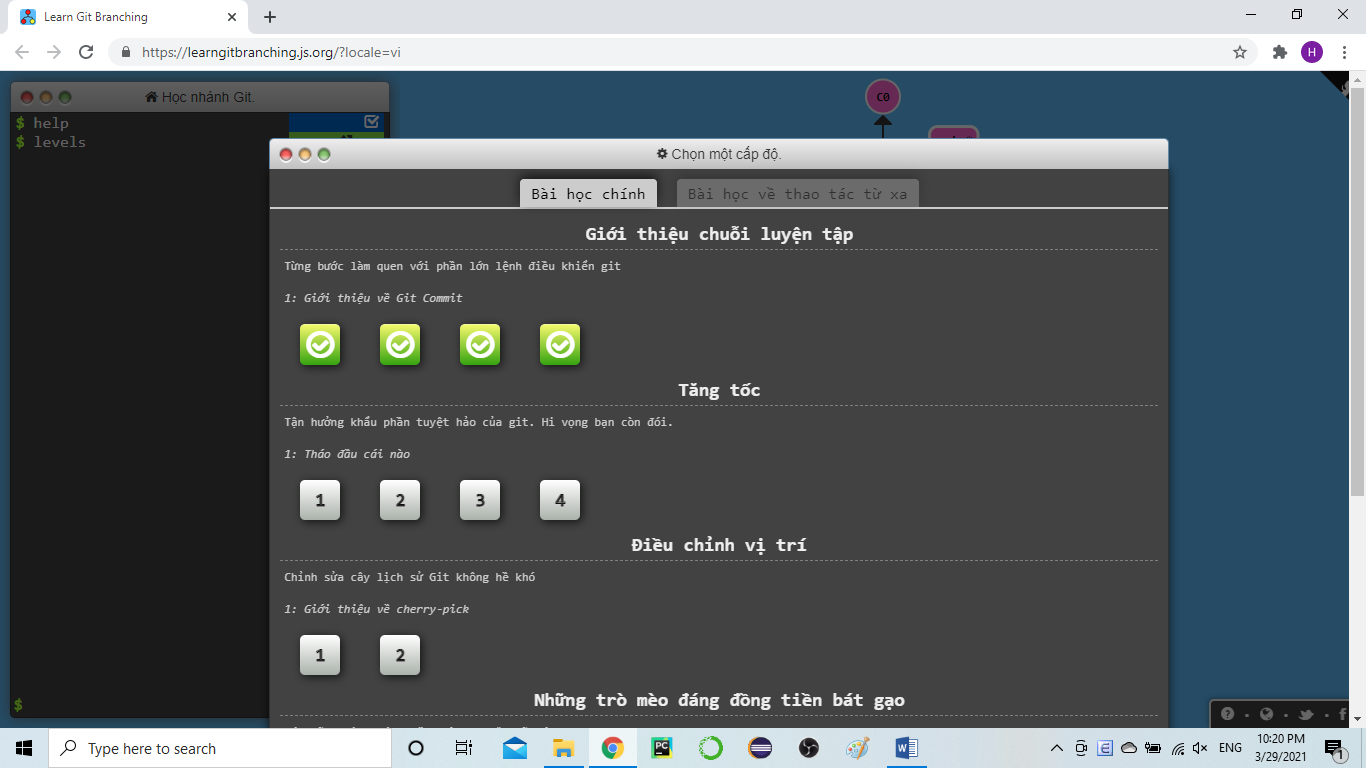 Learn Git Branching
https://learngitbranching.js.org/?locale=vi
H
Học nhánh Git.
$ help
$ levels
$
C0
Chọn một cấp độ.
Bài học chính
Bài học về thao tác từ xa
Giới thiệu chuỗi luyện tập
Từng bước làm quen với phần lớn lệnh điều khiển git
1: Giới thiệu về Git Commit
Tăng tốc
Tận hưởng khẩu phần tuyệt hảo của git. Hi vọng bạn còn đói.
1: Tháo đầu cái nào
1 2 3 4
Điều chỉnh vị trí
Chỉnh sửa cây lịch sử Git không hề khó
1: Giới thiệu về cherry-pick
1 2
Những trò mèo đáng đồng tiền bát gạo
Type here to search
PC
W
ENG
10:20 PM
3/29/2021
1